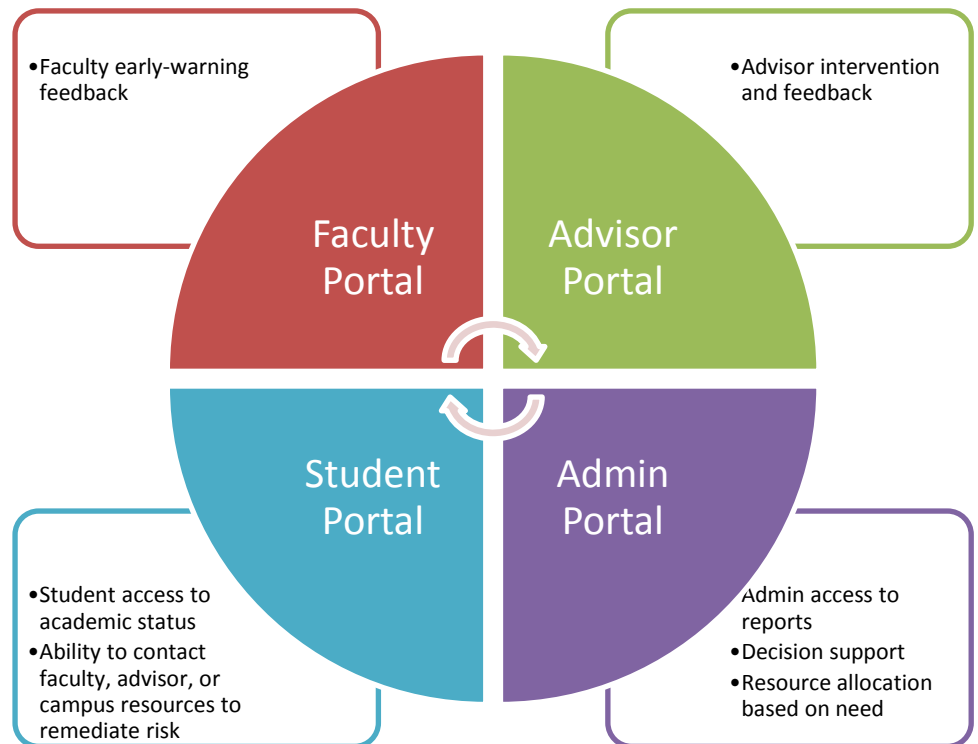 •Faculty early-warning
feedback
•Advisor intervention
and feedback
Faculty
Portal
Advisor
Portal
Student
Portal
Admin
Portal
•Student access to
academic status
•Ability to contact
faculty, advisor, or
campus resources to
remediate risk
Admin access to
reports
•Decision support
•Resource allocation
based on need